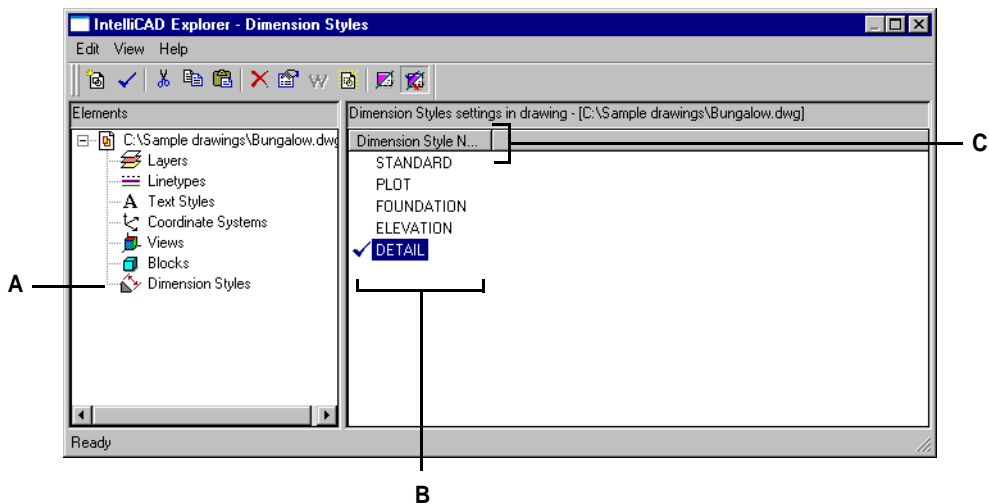 IntelliCAD Explorer - Dimension Styles
Edit View Help
Elements
Dimension Styles settings in drawing - [C:\Sample drawings\Bungalow.dwg]
C:\Sample drawings\Bungalow.dwg
Dimension Style N...
C
Layers
STANDARD
Linetypes
PLOT
A Text Styles
FOUNDATION
Coordinate Systems
ELEVATION
Views
DETAIL
Blocks
A
Dimension Styles
Ready
B